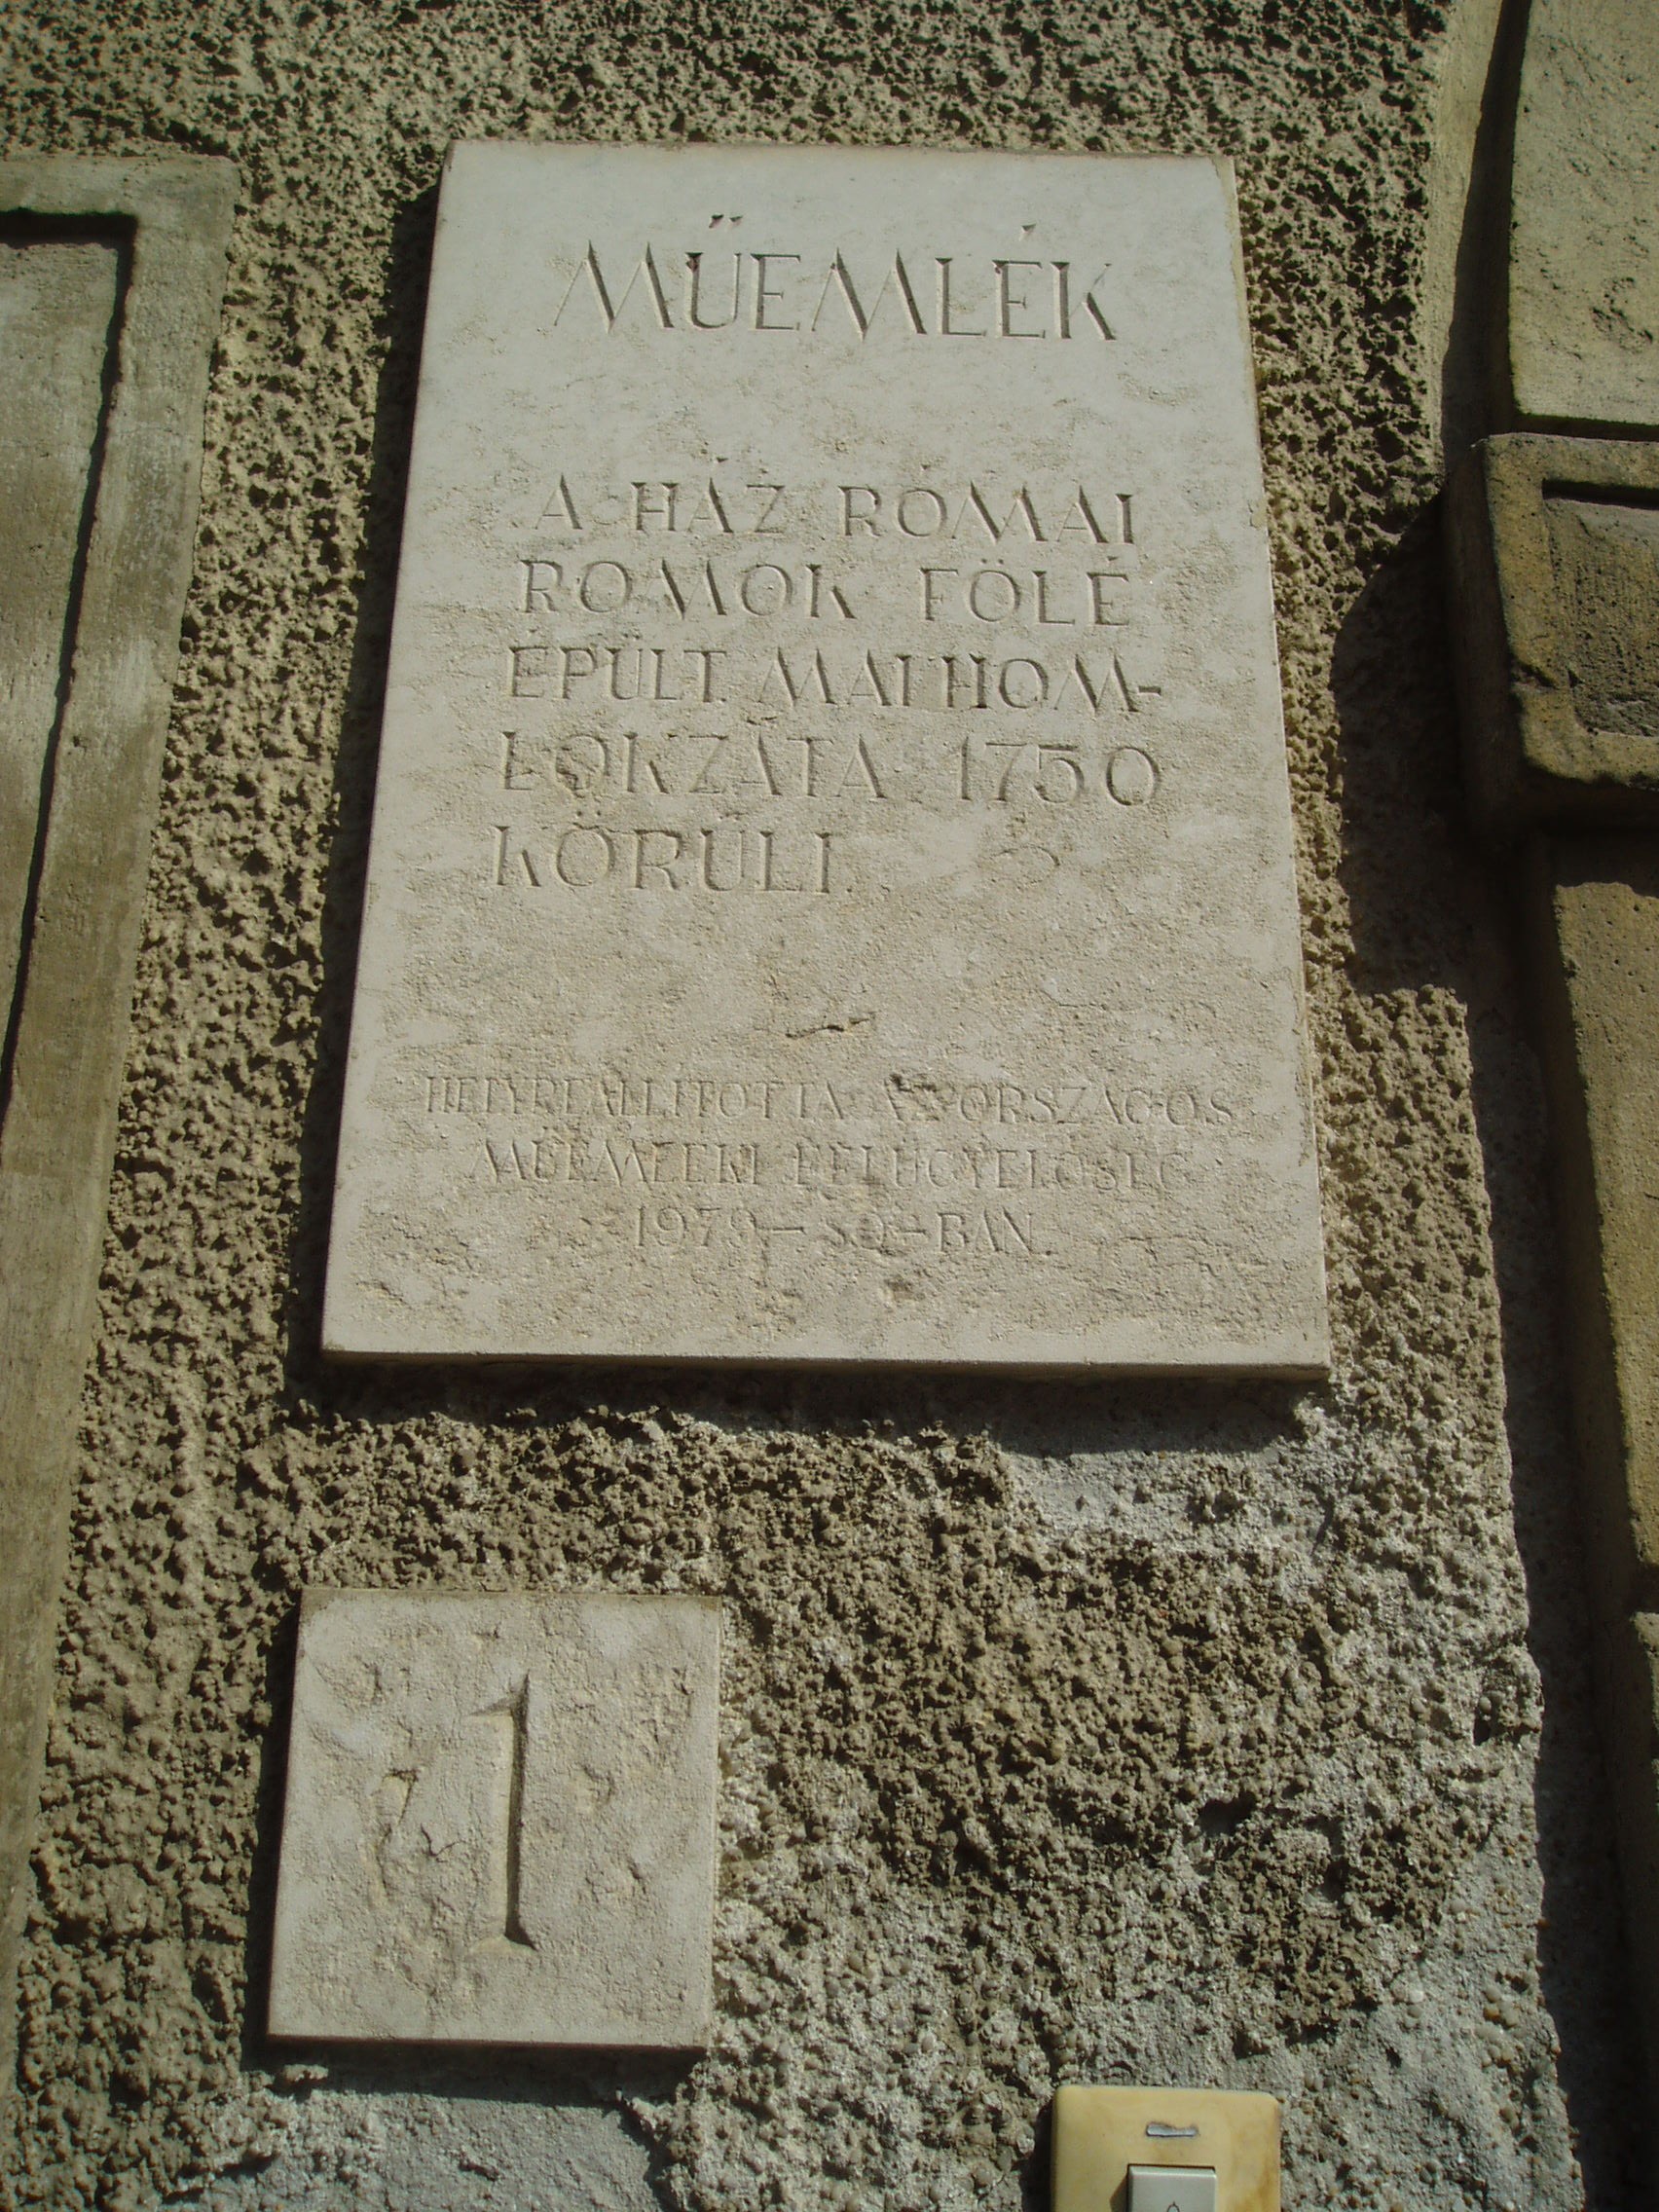 MŰEMLÉK
A HÁZ RÓMAI
ROMOK FÖLÉ
ÉPÜLT. MAI HOM-
LOKZATA 1750
KÖRÜLI.
HELYREÁLLÍTOTTA AZ ORSZÁGOS
MŰEMLÉKI FELÜGYELŐSÉG
1979-80-BAN.
1